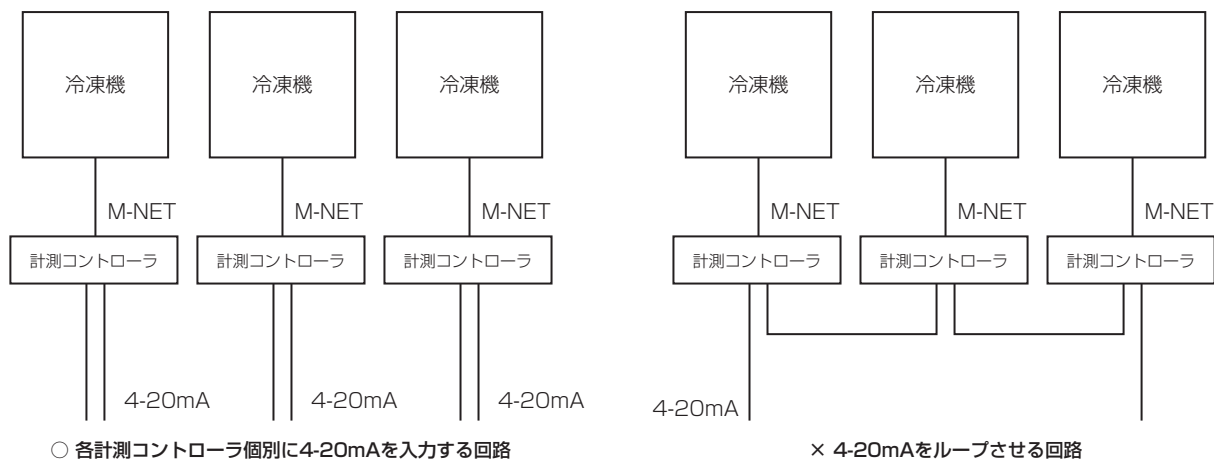 冷凍機
冷凍機
冷凍機
M-NET
M-NET
M-NET
計測コントローラ
計測コントローラ
計測コントローラ
4-20mA
4-20mA
4-20mA
○ 各計測コントローラ個別に4-20mAを入力する回路
冷凍機
冷凍機
冷凍機
M-NET
M-NET
M-NET
計測コントローラ
計測コントローラ
計測コントローラ
4-20mA
× 4-20mAをループさせる回路